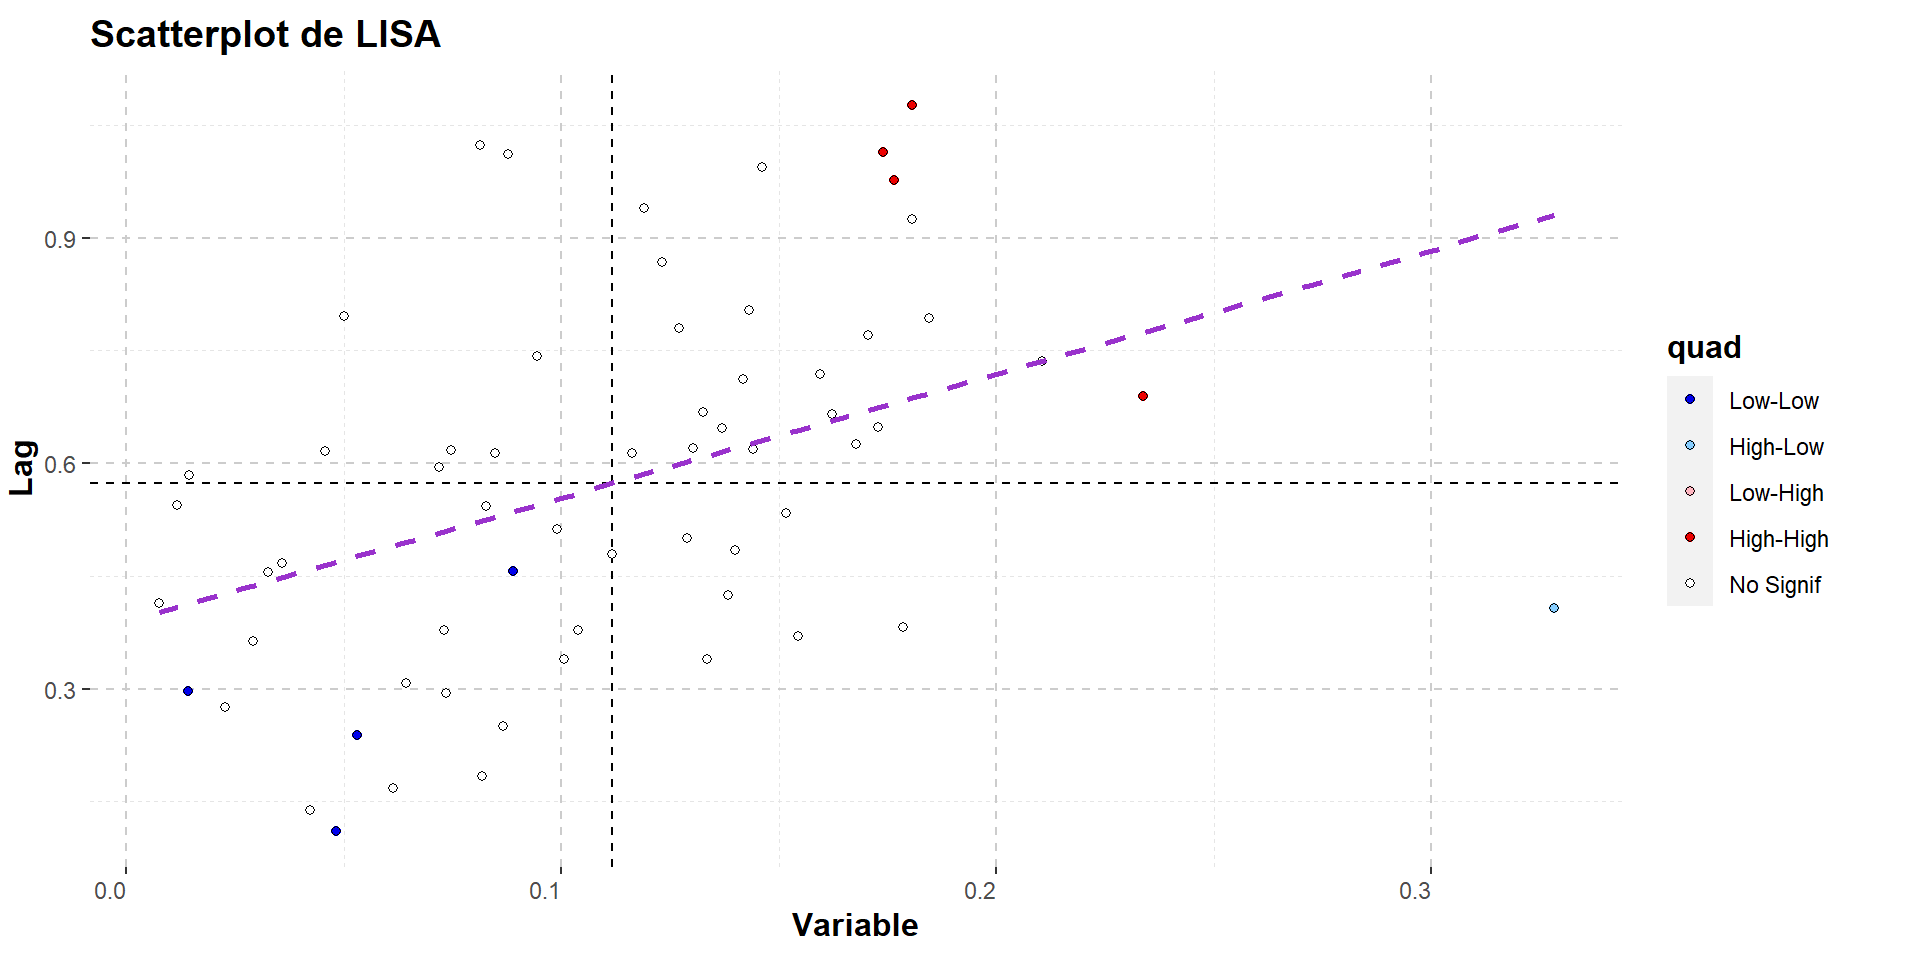 Scatterplot de LISA
Lag
0.9
0.6
0.3
0.0
0.1
0.2
0.3
Variable
quad
Low-Low
High-Low
Low-High
High-High
No Signif